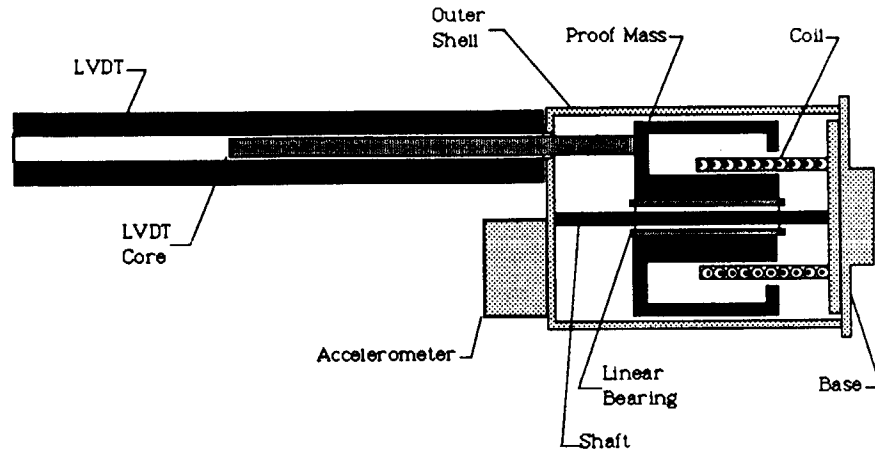 Outer
Shell
Proof Mass
Coil
LVDT
LVDT
Core
Accelerometer
Linear
Bearing
Base
Shaft